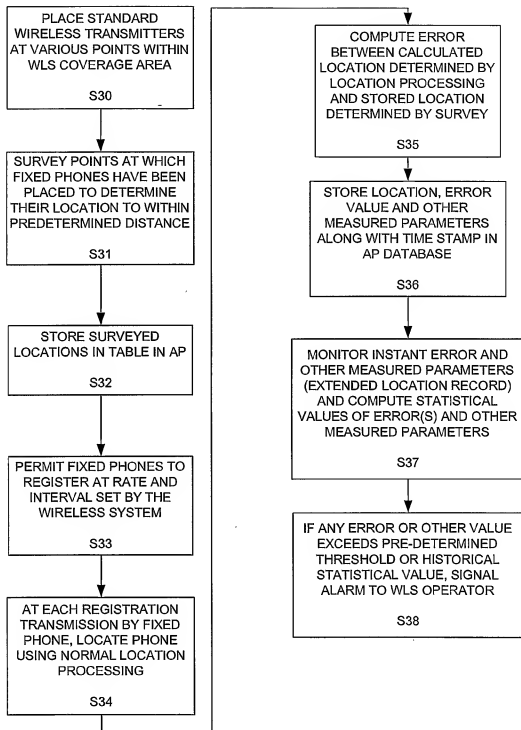 PLACE STANDARD
WIRELESS TRANSMITTERS
AT VARIOUS POINTS WITHIN
WLS COVERAGE AREA
S30
SURVEY POINTS AT WHICH
FIXED PHONES HAVE BEEN
PLACED TO DETERMINE
THEIR LOCATION TO WITHIN
PREDETERMINED DISTANCE
S31
STORE SURVEYED
LOCATIONS IN TABLE IN AP
S32
PERMIT FIXED PHONES TO
REGISTER AT RATE AND
INTERVAL SET BY THE
WIRELESS SYSTEM
S33
AT EACH REGISTRATION
TRANSMISSION BY FIXED
PHONE, LOCATE PHONE
USING NORMAL LOCATION
PROCESSING
S34
COMPUTE ERROR
BETWEEN CALCULATED
LOCATION DETERMINED BY
LOCATION PROCESSING
AND STORED LOCATION
DETERMINED BY SURVEY
S35
STORE LOCATION, ERROR
VALUE AND OTHER
MEASURED PARAMETERS
ALONG WITH TIME STAMP IN
AP DATABASE
S36
MONITOR INSTANT ERROR AND
OTHER MEASURED PARAMETERS
(EXTENDED LOCATION RECORD)
AND COMPUTE STATISTICAL
VALUES OF ERROR(S) AND OTHER
MEASURED PARAMETERS
S37
IF ANY ERROR OR OTHER VALUE
EXCEEDS PRE-DETERMINED
THRESHOLD OR HISTORICAL
STATISTICAL VALUE, SIGNAL
ALARM TO WLS OPERATOR
S38